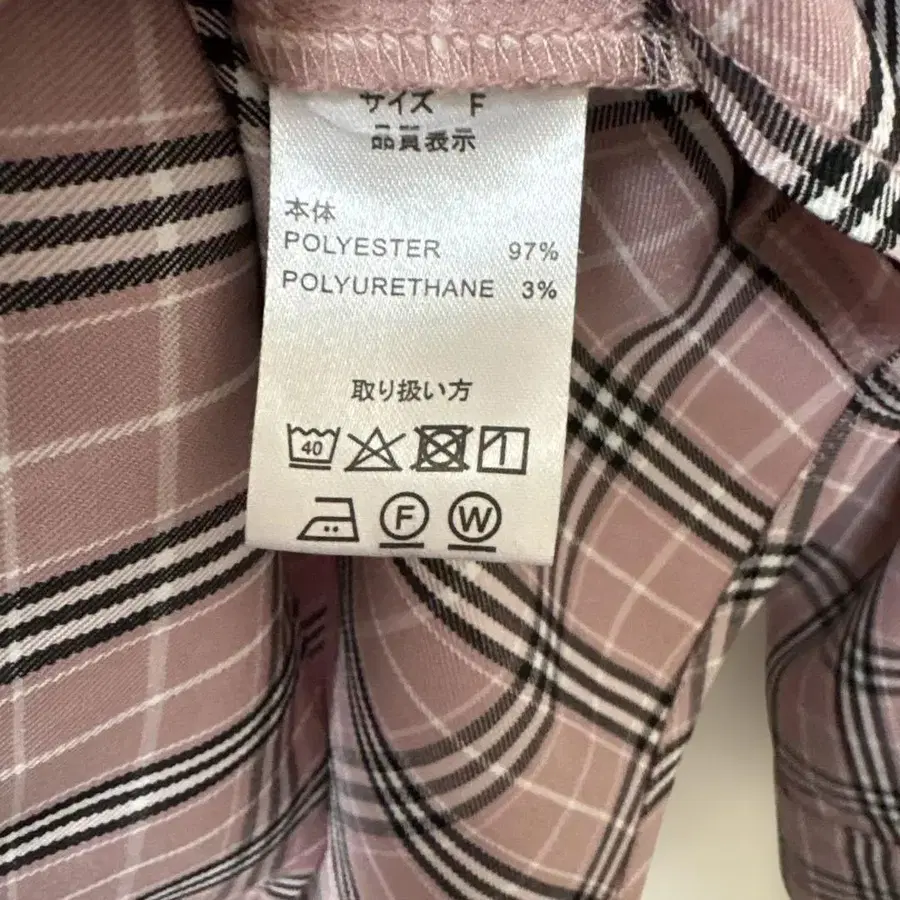 サイズ F
品質表示
本体
POLYESTER 97%
POLYURETHANE 3%
取り扱い方
40
F W